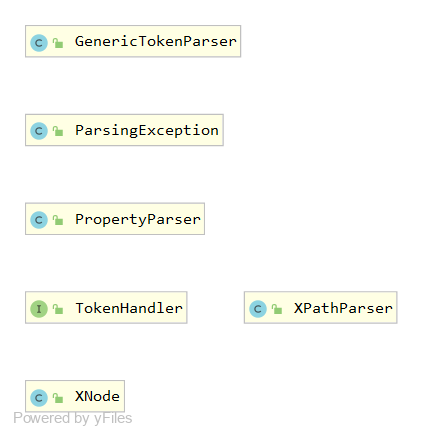 C GenericTokenParser
C ParsingException
C PropertyParser
I TokenHandler
C XPathParser
C XNode
Powered by yFiles